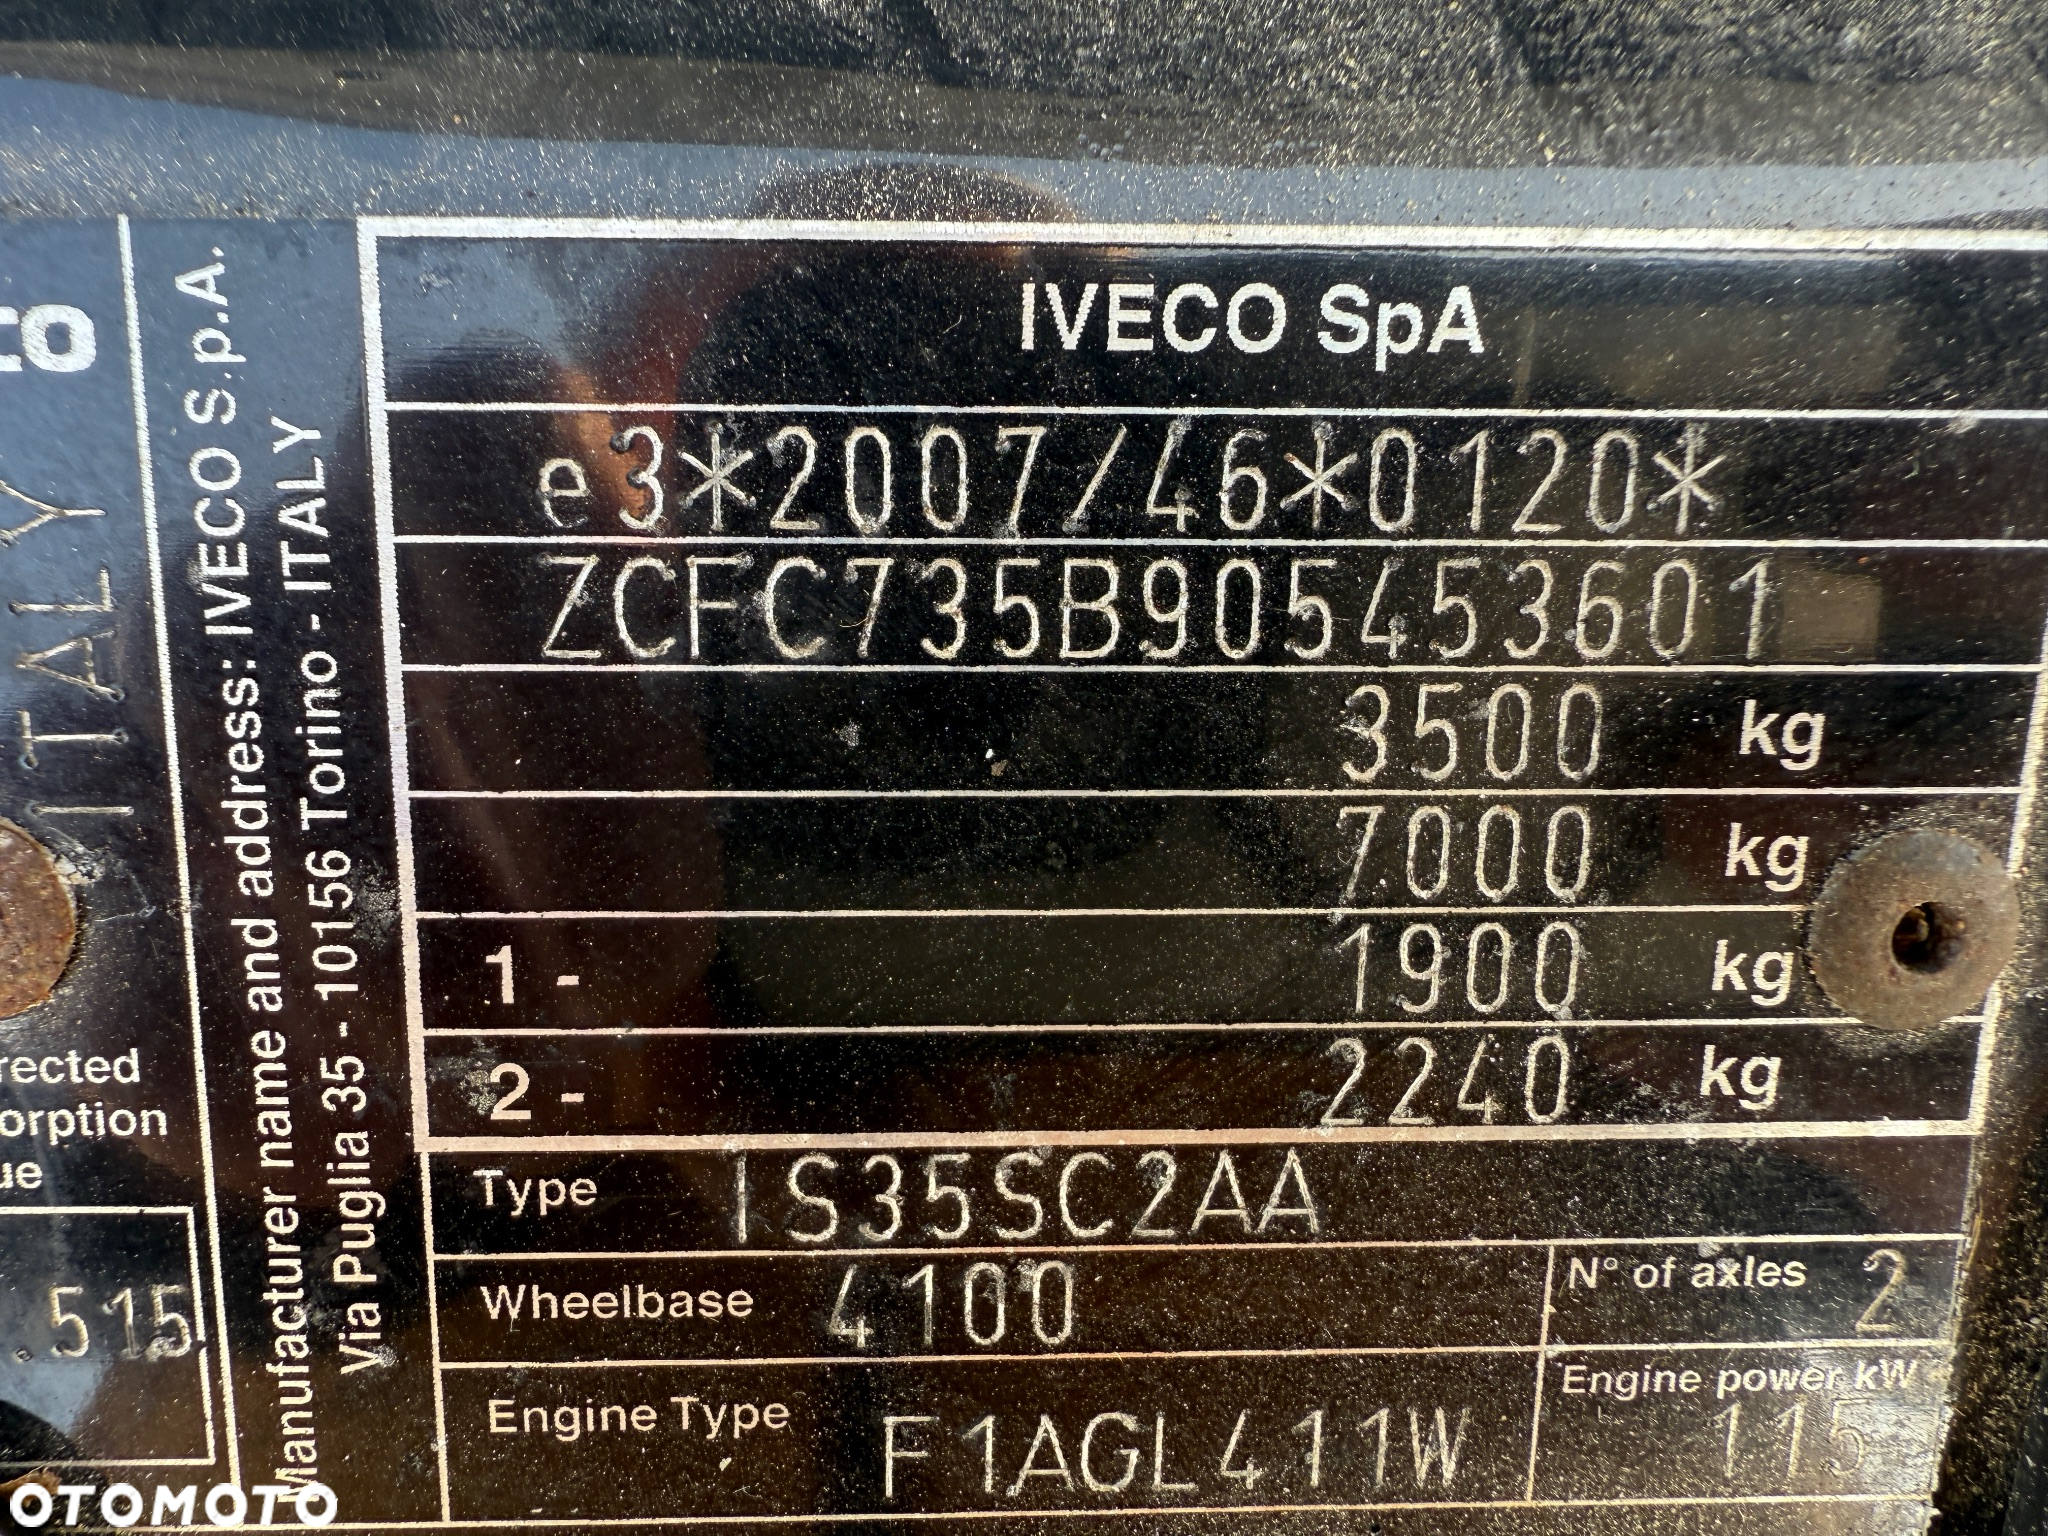 IVECO SpA
e3*2007/46*0120*
ZCFC735B905453601
3500 kg
7000 kg
1 - 1900 kg
2 - 2240 kg
Type IS35SC2AA
Wheelbase 4100
N° of axles 2
Engine Type F1AGL411W
Engine power kW 115
Manufacturer name and address: IVECO S.p.A.
Via Puglia 35 - 10156 Torino - ITALY
ITALY
rected
orption
ue
.515
OTOMOTO